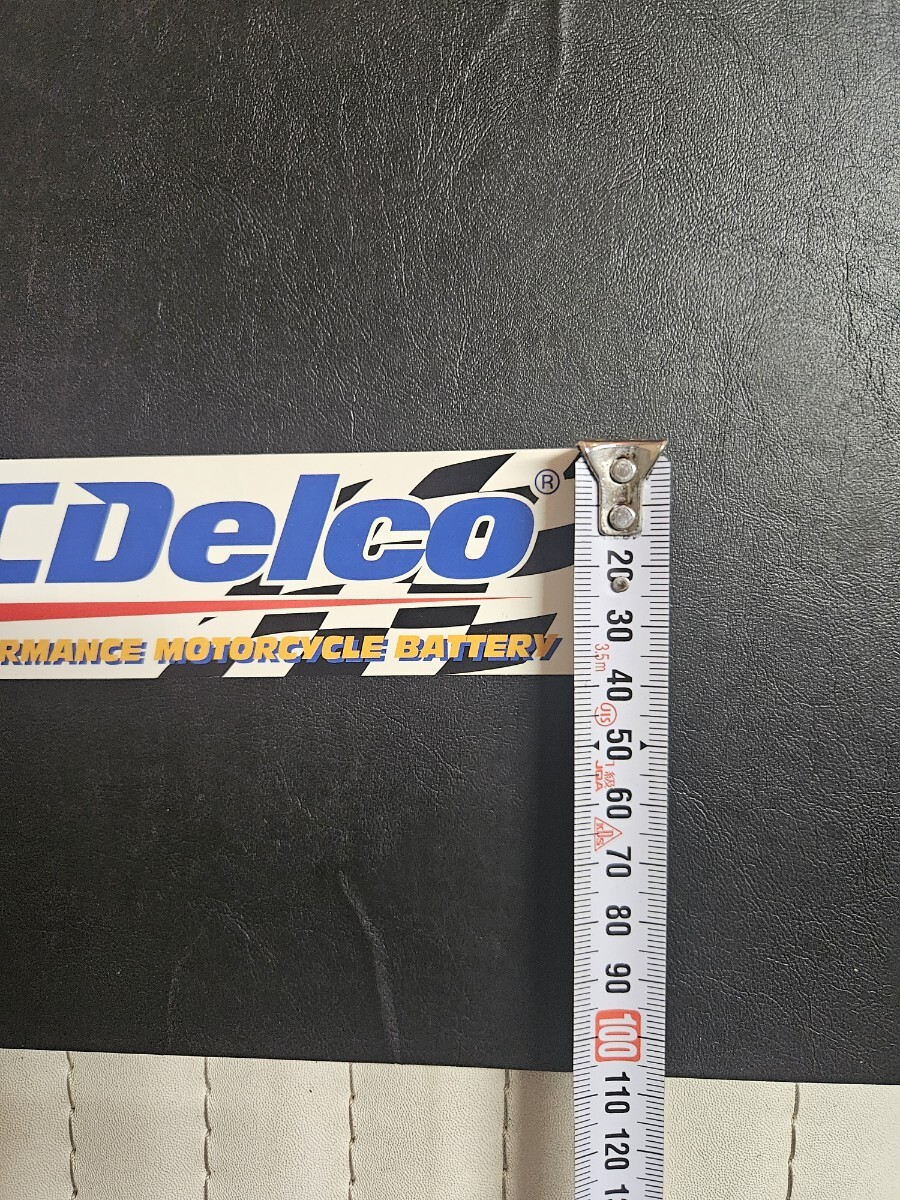 CDelco®
RMANCE MOTORCYCLE BATTERY
20
30
3.5m
40
JIS
50
1級
JQA
60
KDS
70
80
90
100
110
120